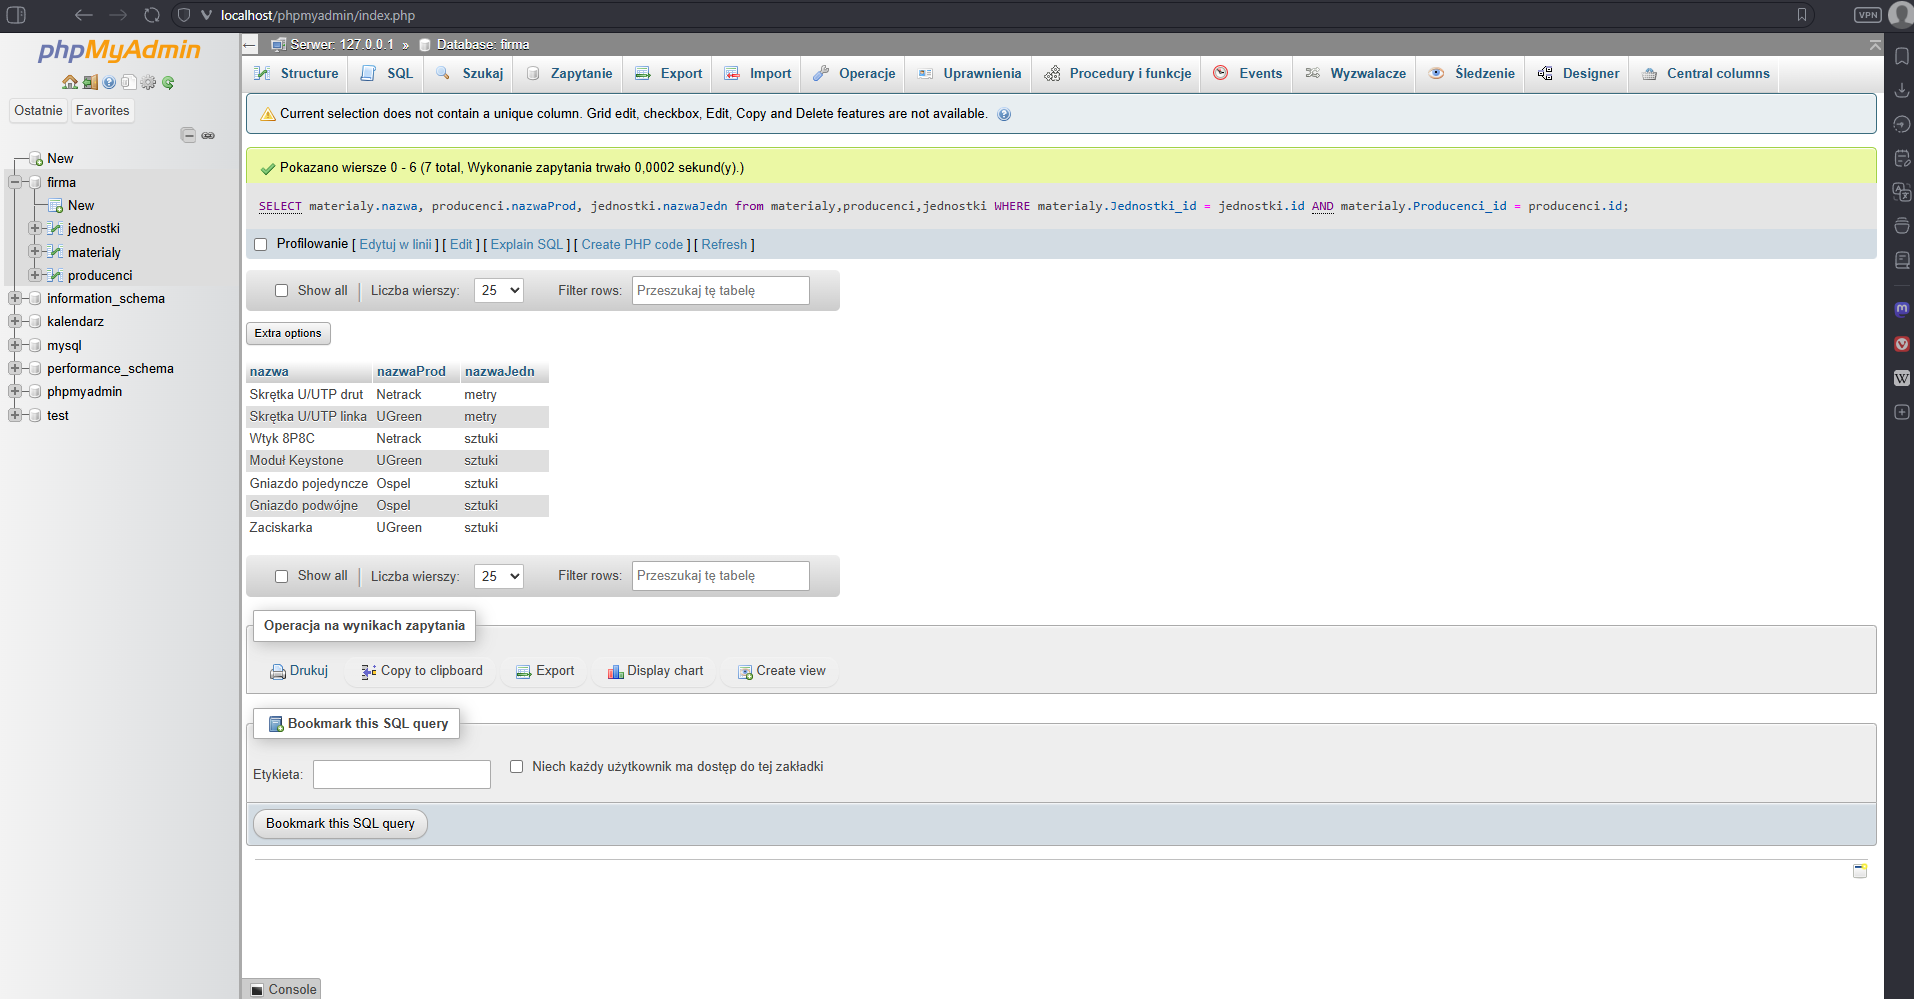 localhost/phpmyadmin/index.php
VPN
phpMyAdmin
Ostatnie Favorites
New
firma
New
jednostki
materialy
producenci
information_schema
kalendarz
mysql
performance_schema
phpmyadmin
test
Serwer: 127.0.0.1 » Database: firma
Structure SQL Szukaj Zapytanie Export Import Operacje Uprawnienia Procedury i funkcje Events Wyzwalacze Śledzenie Designer Central columns
Current selection does not contain a unique column. Grid edit, checkbox, Edit, Copy and Delete features are not available.
Pokazano wiersze 0 - 6 (7 total, Wykonanie zapytania trwało 0,0002 sekund(y).)
SELECT materialy.nazwa, producenci.nazwaProd, jednostki.nazwaJedn from materialy,producenci,jednostki WHERE materialy.Jednostki_id = jednostki.id AND materialy.Producenci_id = producenci.id;
Profilowanie [ Edytuj w linii ] [ Edit ] [ Explain SQL ] [ Create PHP code ] [ Refresh ]
Show all Liczba wierszy: 25 Filter rows: Przeszukaj tę tabelę
Extra options
nazwa nazwaProd nazwaJedn
Skrętka U/UTP drut Netrack metry
Skrętka U/UTP linka UGreen metry
Wtyk 8P8C Netrack sztuki
Moduł Keystone UGreen sztuki
Gniazdo pojedyncze Ospel sztuki
Gniazdo podwójne Ospel sztuki
Zaciskarka UGreen sztuki
Show all Liczba wierszy: 25 Filter rows: Przeszukaj tę tabelę
Operacja na wynikach zapytania
Drukuj Copy to clipboard Export Display chart Create view
Bookmark this SQL query
Etykieta: Niech każdy użytkownik ma dostęp do tej zakładki
Bookmark this SQL query
Console